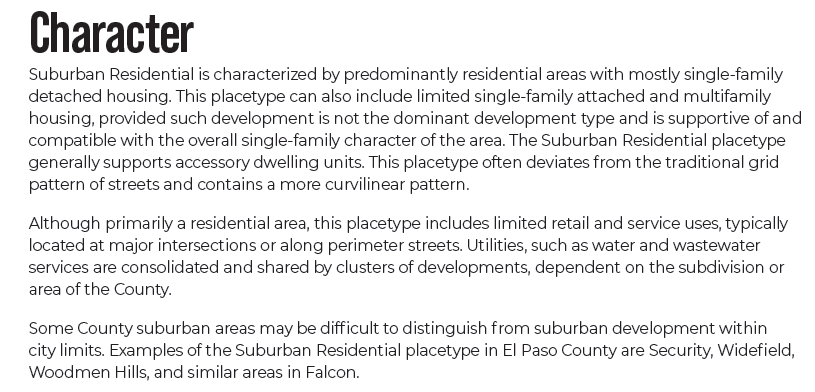 Character
Suburban Residential is characterized by predominantly residential areas with mostly single-family
detached housing. This placetype can also include limited single-family attached and multifamily
housing, provided such development is not the dominant development type and is supportive of and
compatible with the overall single-family character of the area. The Suburban Residential placetype
generally supports accessory dwelling units. This placetype often deviates from the traditional grid
pattern of streets and contains a more curvilinear pattern.
Although primarily a residential area, this placetype includes limited retail and service uses, typically
located at major intersections or along perimeter streets. Utilities, such as water and wastewater
services are consolidated and shared by clusters of developments, dependent on the subdivision or
area of the County.
Some County suburban areas may be difficult to distinguish from suburban development within
city limits. Examples of the Suburban Residential placetype in El Paso County are Security, Widefield,
Woodmen Hills, and similar areas in Falcon.